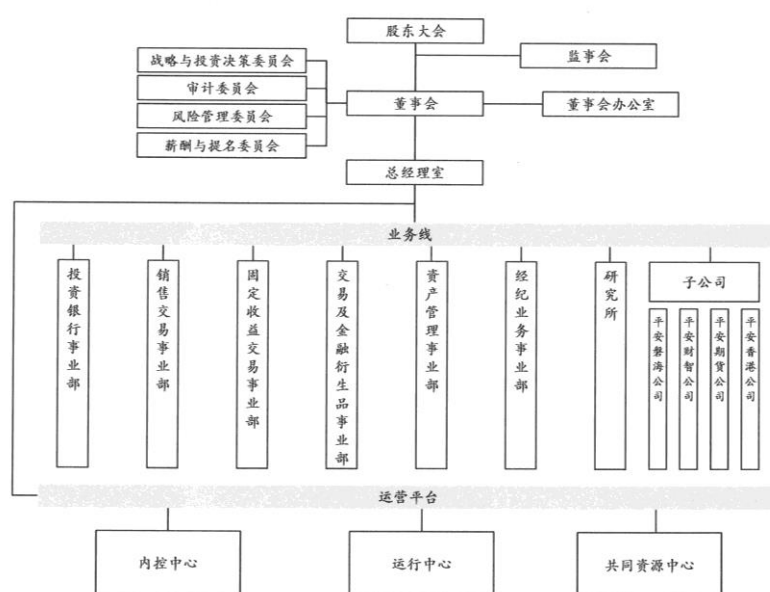 股东大会
监事会
战略与投资决策委员会
审计委员会
风险管理委员会
薪酬与提名委员会
董事会
董事会办公室
总经理室
业务线
投资银行事业部
销售交易事业部
固定收益交易事业部
交易及金融衍生品事业部
资产管理事业部
经纪业务事业部
研究所
子公司
平安磐海公司
平安财智公司
平安期货公司
平安香港公司
运营平台
内控中心
运行中心
共同资源中心